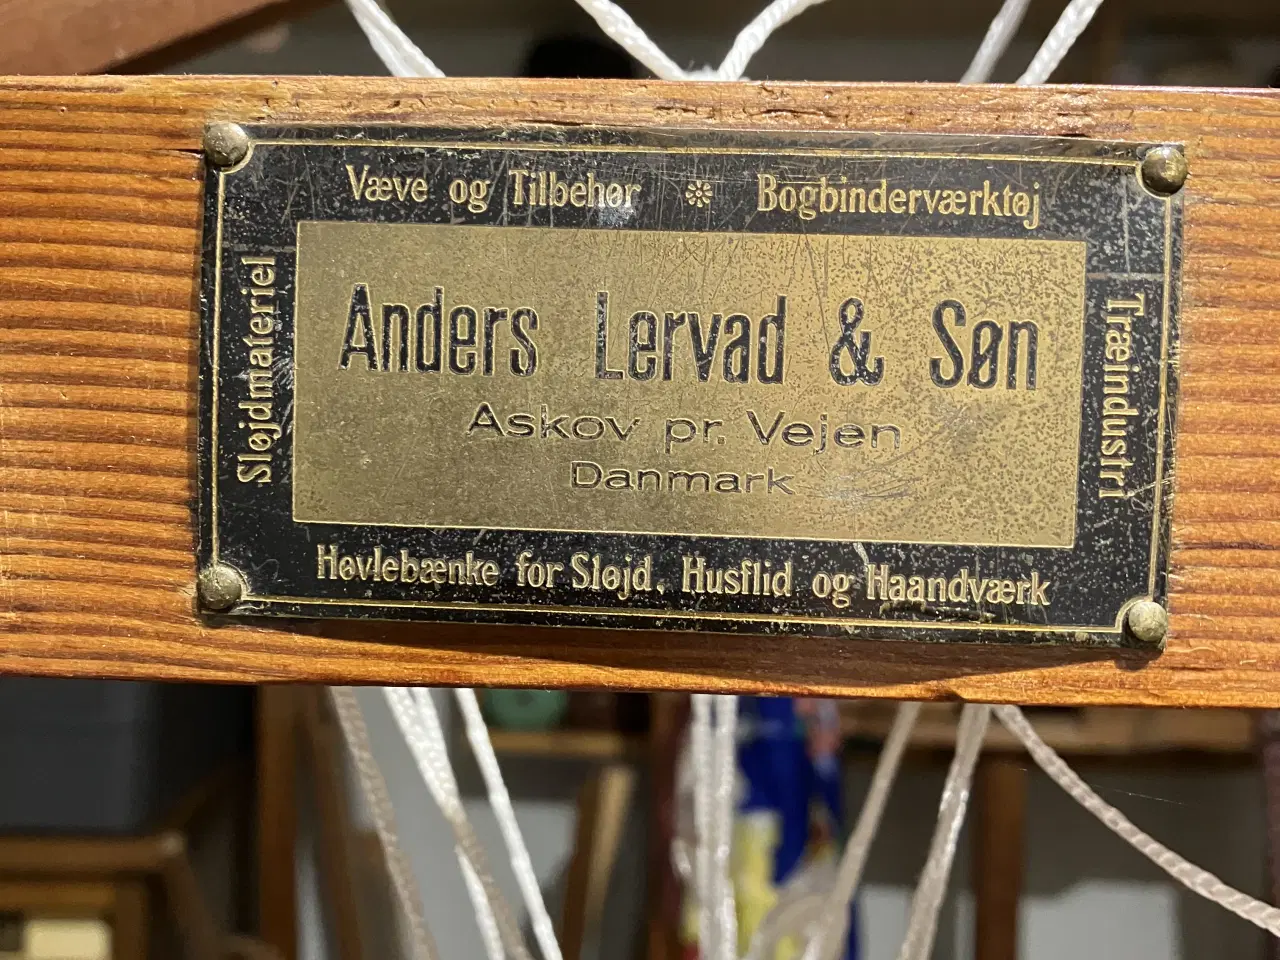 Væve og Tilbehør ❊ Bogbinderværktøj
Sløjdmateriel
Anders Lervad & Søn
Askov pr. Vejen
Danmark
Træindustri
Høvlebænke for Sløjd, Husflid og Haandværk